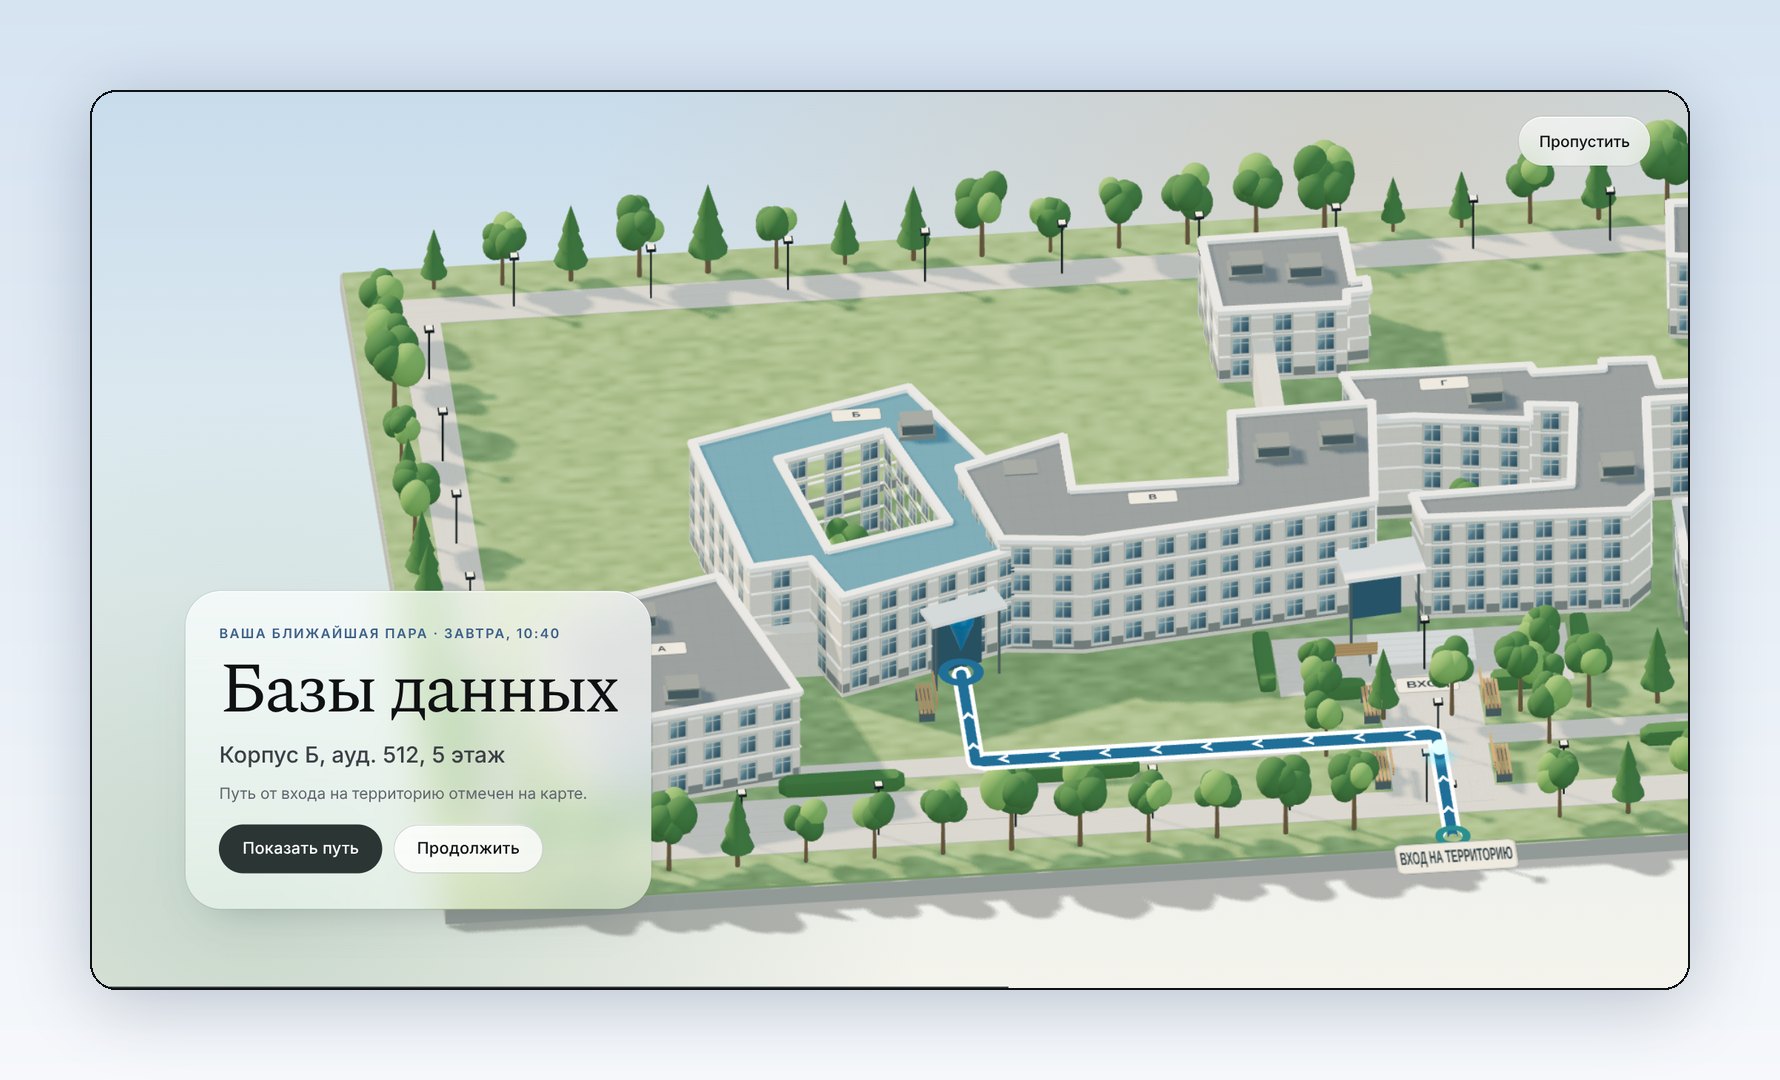 Пропустить
Б
Г
В
А
ВАША БЛИЖАЙШАЯ ПАРА · ЗАВТРА, 10:40
Базы данных
Корпус Б, ауд. 512, 5 этаж
Путь от входа на территорию отмечен на карте.
Показать путь
Продолжить
ВХОД НА ТЕРРИТОРИЮ